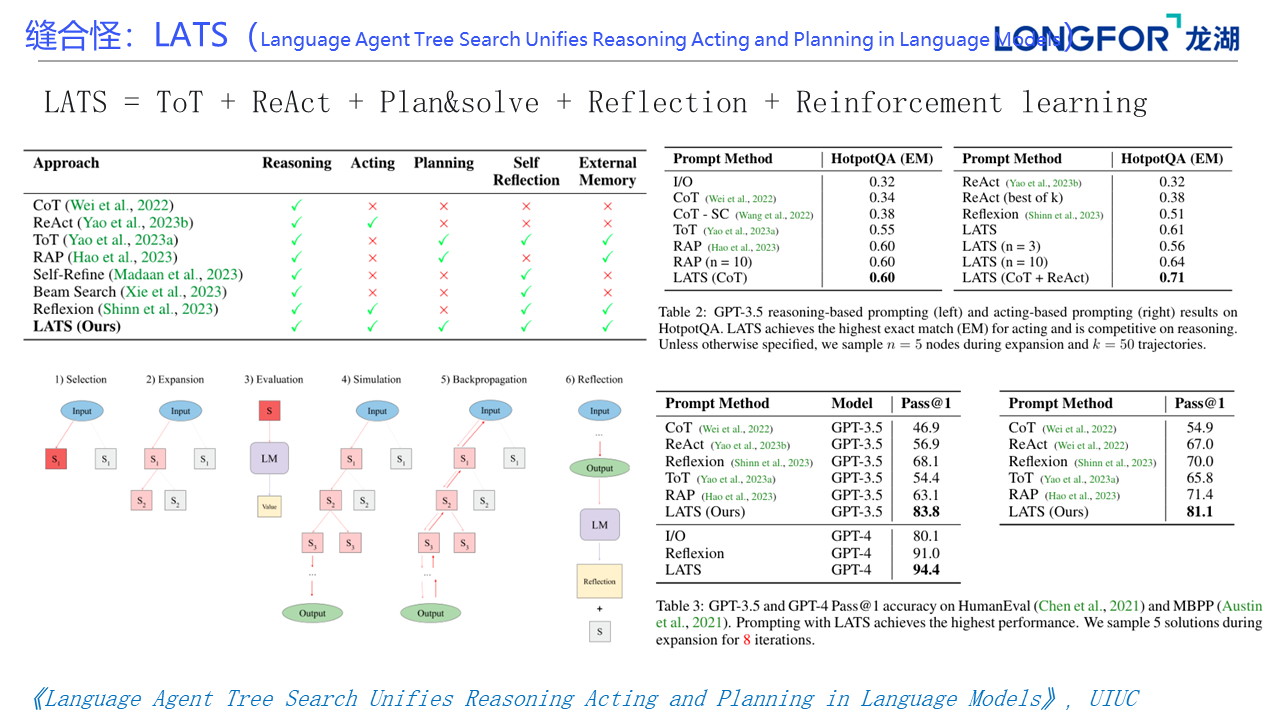 缝合怪：LATS（Language Agent Tree Search Unifies Reasoning Acting and Planning in Language Models）
LONGFOR 龙湖
LATS = ToT + ReAct + Plan&solve + Reflection + Reinforcement learning
Approach Reasoning Acting Planning Self Reflection External Memory
CoT (Wei et al., 2022) ✓ × × × ×
ReAct (Yao et al., 2023b) ✓ ✓ × × ×
ToT (Yao et al., 2023a) ✓ × ✓ ✓ ✓
RAP (Hao et al., 2023) ✓ × ✓ × ✓
Self-Refine (Madaan et al., 2023) ✓ × × ✓ ×
Beam Search (Xie et al., 2023) ✓ × × ✓ ×
Reflexion (Shinn et al., 2023) ✓ ✓ × ✓ ✓
LATS (Ours) ✓ ✓ ✓ ✓ ✓
Prompt Method HotpotQA (EM)
I/O 0.32
CoT (Wei et al., 2022) 0.34
CoT - SC (Wang et al., 2022) 0.38
ToT (Yao et al., 2023a) 0.55
RAP (Hao et al., 2023) 0.60
RAP (n = 10) 0.60
LATS (CoT) 0.60
Prompt Method HotpotQA (EM)
ReAct (Yao et al., 2023b) 0.32
ReAct (best of k) 0.38
Reflexion (Shinn et al., 2023) 0.51
LATS 0.61
LATS (n = 3) 0.56
LATS (n = 10) 0.64
LATS (CoT + ReAct) 0.71
Table 2: GPT-3.5 reasoning-based prompting (left) and acting-based prompting (right) results on
HotpotQA. LATS achieves the highest exact match (EM) for acting and is competitive on reasoning.
Unless otherwise specified, we sample n = 5 nodes during expansion and k = 50 trajectories.
1) Selection
Input
S1 S1
2) Expansion
Input
S1 S1
S2 S2
3) Evaluation
S
LM
Value
4) Simulation
Input
S1 S1
S2 S2
S3 S3
...
Output
5) Backpropagation
Input
S1 S1
S2 S2
S3 S3
...
Output
6) Reflection
Input
...
Output
LM
Reflection
+
S
Prompt Method Model Pass@1
CoT (Wei et al., 2022) GPT-3.5 46.9
ReAct (Yao et al., 2023b) GPT-3.5 56.9
Reflexion (Shinn et al., 2023) GPT-3.5 68.1
ToT (Yao et al., 2023a) GPT-3.5 54.4
RAP (Hao et al., 2023) GPT-3.5 63.1
LATS (Ours) GPT-3.5 83.8
I/O GPT-4 80.1
Reflexion GPT-4 91.0
LATS GPT-4 94.4
Prompt Method Pass@1
CoT (Wei et al., 2022) 54.9
ReAct (Wei et al., 2022) 67.0
Reflexion (Shinn et al., 2023) 70.0
ToT (Yao et al., 2023a) 65.8
RAP (Hao et al., 2023) 71.4
LATS (Ours) 81.1
Table 3: GPT-3.5 and GPT-4 Pass@1 accuracy on HumanEval (Chen et al., 2021) and MBPP (Austin
et al., 2021). Prompting with LATS achieves the highest performance. We sample 5 solutions during
expansion for 8 iterations.
《Language Agent Tree Search Unifies Reasoning Acting and Planning in Language Models》, UIUC